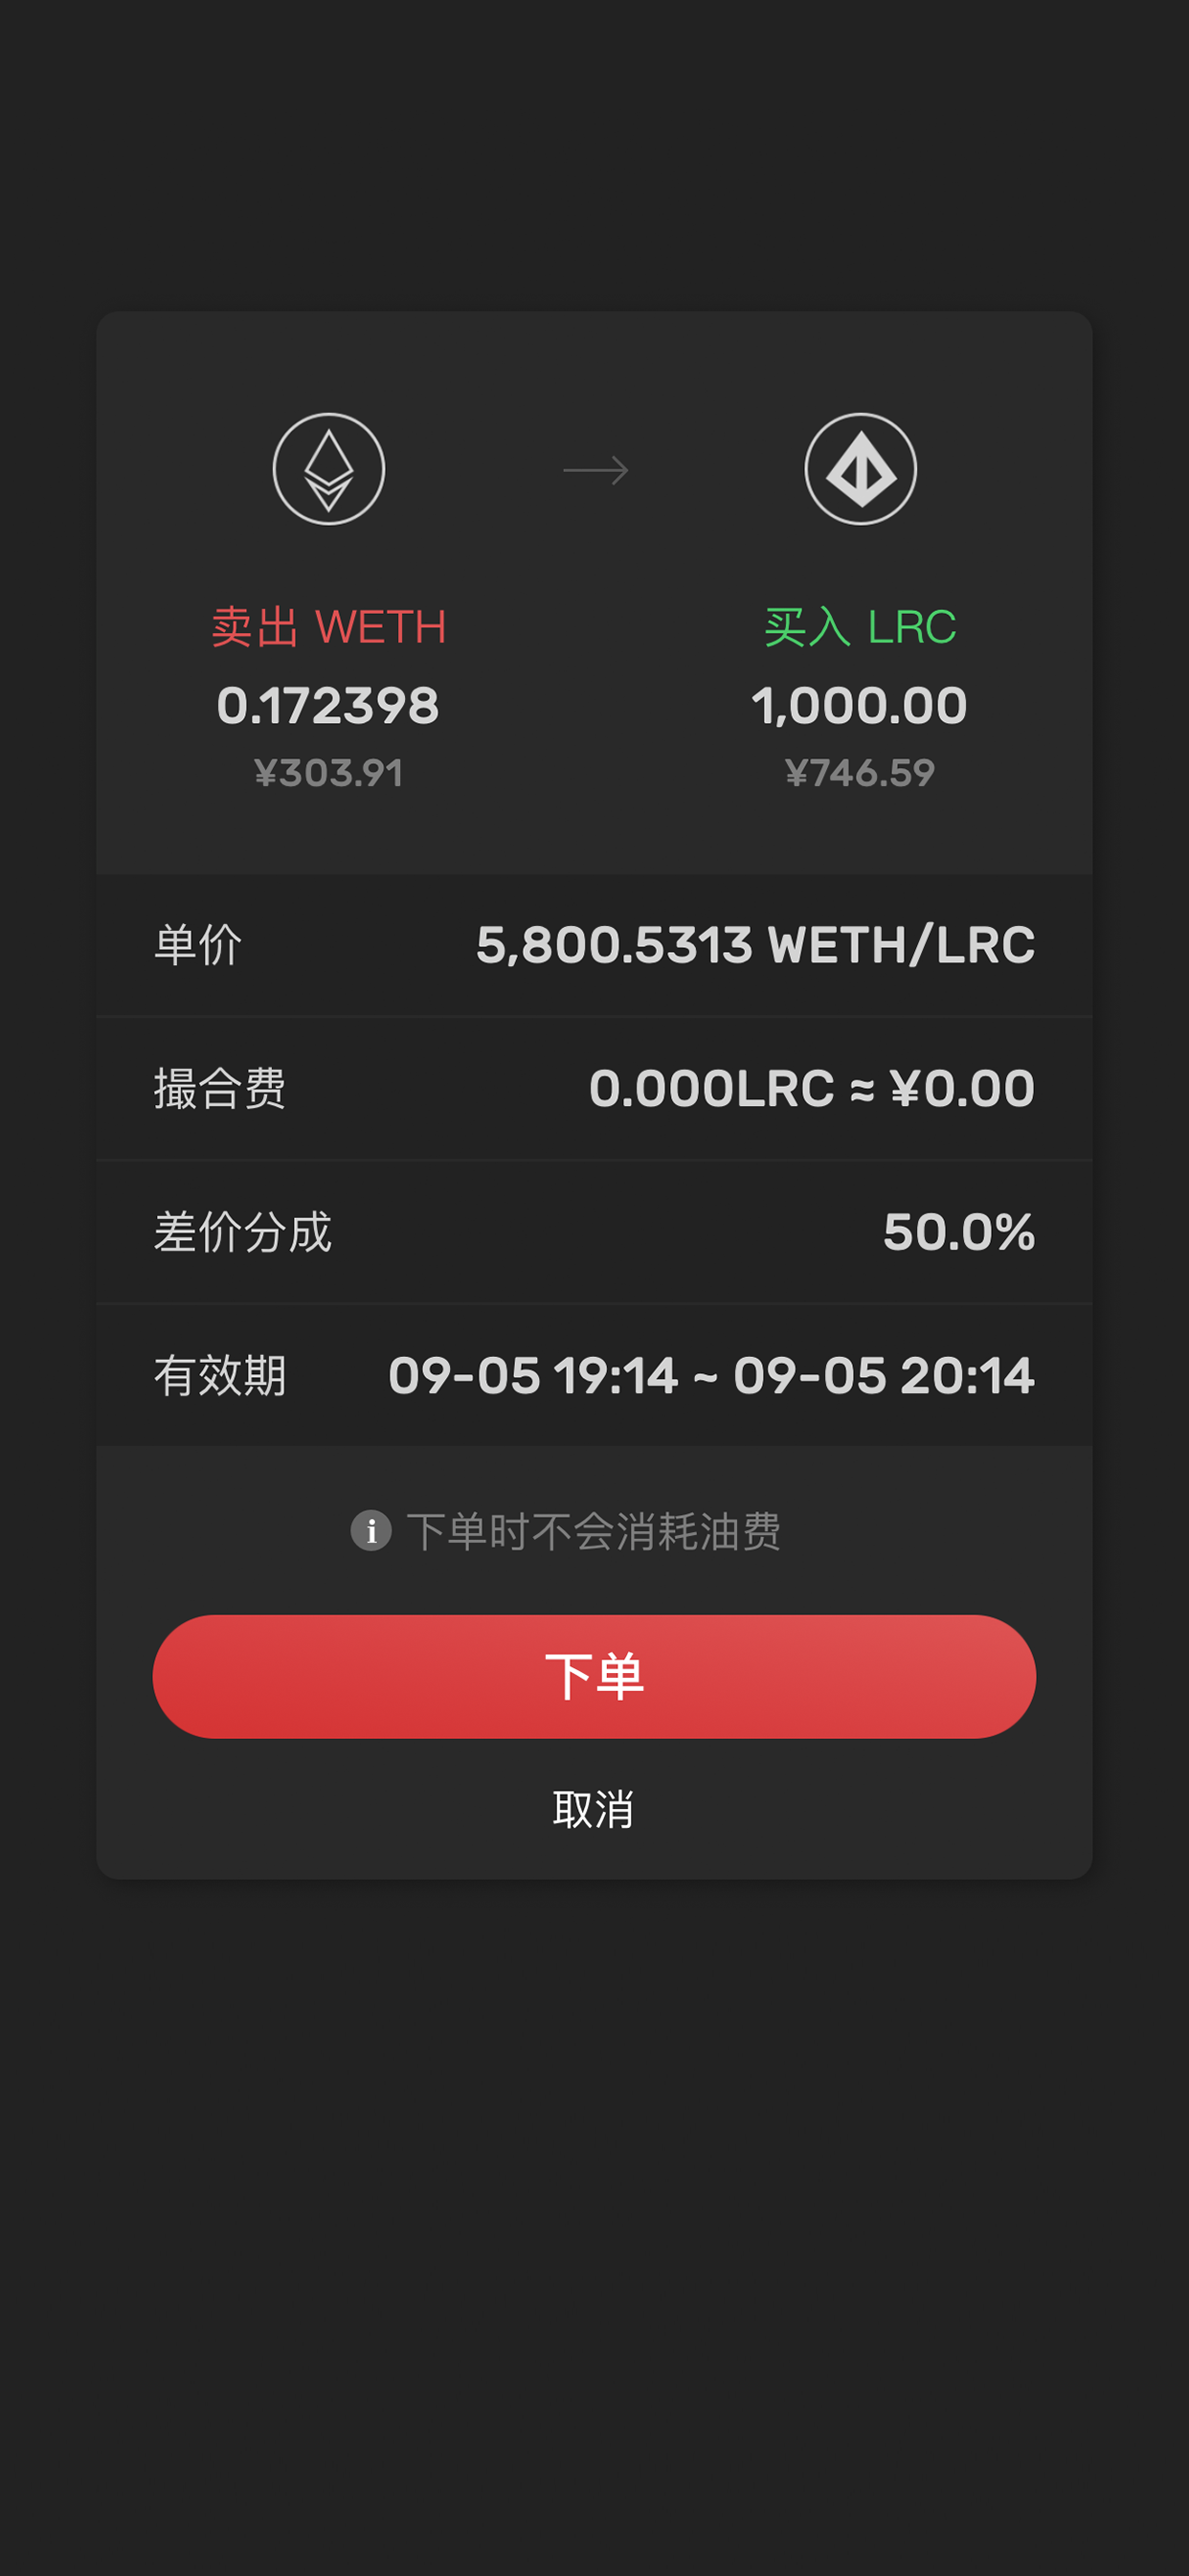 卖出 WETH
买入 LRC
0.172398
1,000.00
¥303.91
¥746.59
单价 5,800.5313 WETH/LRC
撮合费 0.000LRC ≈ ¥0.00
差价分成 50.0%
有效期 09-05 19:14 ~ 09-05 20:14
下单时不会消耗油费
下单
取消